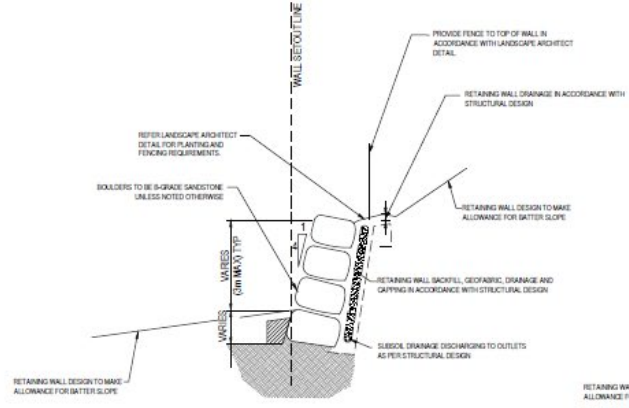 WALL SETOUT LINE
PROVIDE FENCE TO TOP OF WALL IN
ACCORDANCE WITH LANDSCAPE ARCHITECT
DETAIL.
RETAINING WALL DRAINAGE IN ACCORDANCE WITH
STRUCTURAL DESIGN
REFER LANDSCAPE ARCHITECT
DETAIL FOR PLANTING AND
FENCING REQUIREMENTS.
BOULDERS TO BE B-GRADE SANDSTONE
UNLESS NOTED OTHERWISE
RETAINING WALL DESIGN TO MAKE
ALLOWANCE FOR BATTER SLOPE
1
4
VARIES
(3m MAX) TYP
RETAINING WALL BACKFILL, GEOFABRIC, DRAINAGE AND
CAPPING IN ACCORDANCE WITH STRUCTURAL DESIGN
VARIES
SUBSOIL DRAINAGE DISCHARGING TO OUTLETS
AS PER STRUCTURAL DESIGN
RETAINING WALL DESIGN TO MAKE
ALLOWANCE FOR BATTER SLOPE
RETAINING WA
ALLOWANCE F